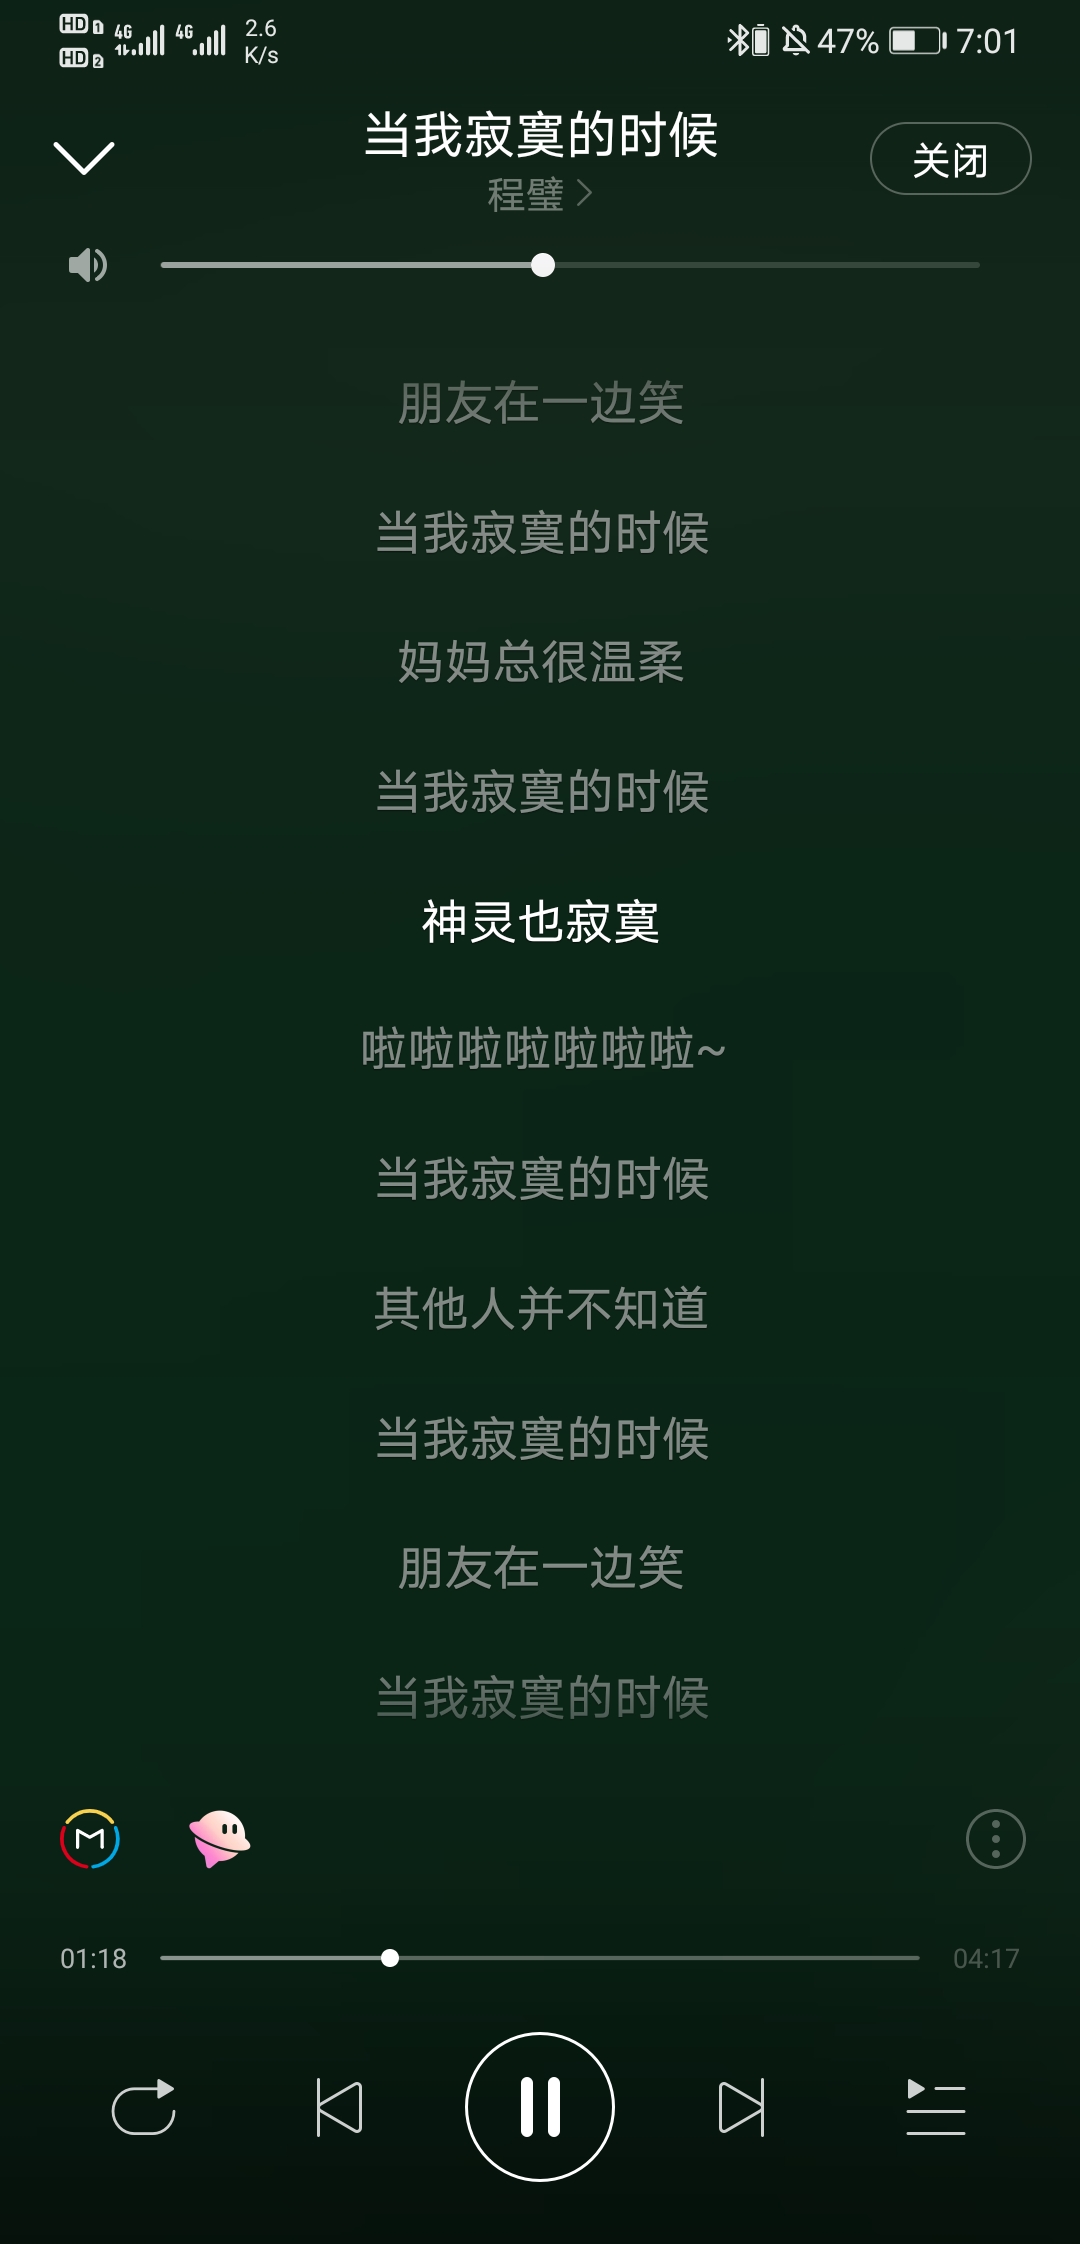 HD 1 4G 4G 2.6
HD 2 K/s
47% 7:01
当我寂寞的时候
程璧
关闭
朋友在一边笑
当我寂寞的时候
妈妈总很温柔
当我寂寞的时候
神灵也寂寞
啦啦啦啦啦啦啦~
当我寂寞的时候
其他人并不知道
当我寂寞的时候
朋友在一边笑
当我寂寞的时候
M
01:18
04:17